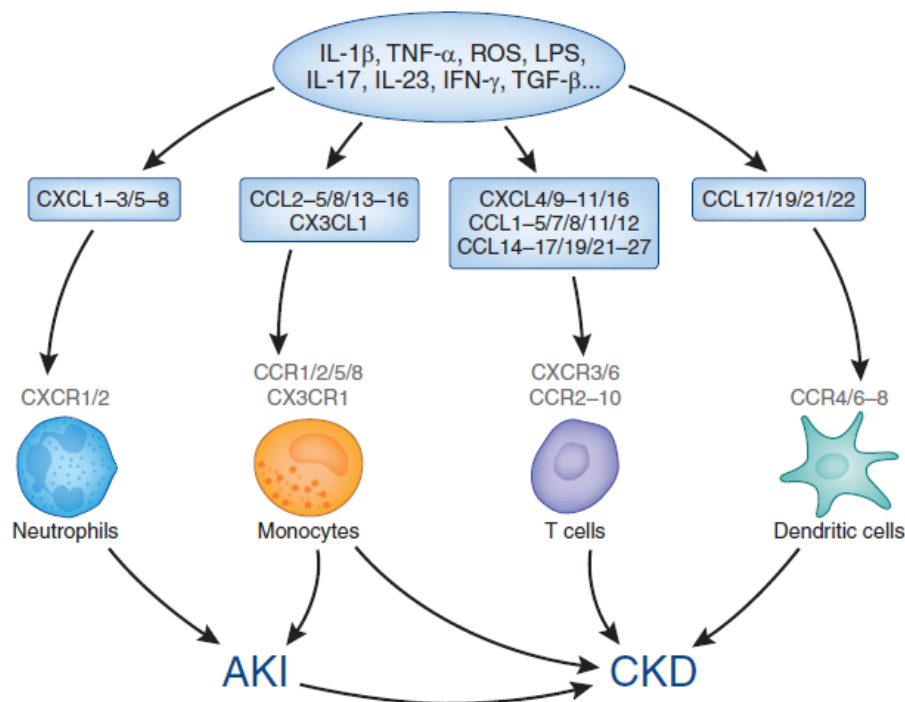 IL-1β, TNF-α, ROS, LPS,
IL-17, IL-23, IFN-γ, TGF-β...
CXCL1–3/5–8
CCL2–5/8/13–16
CX3CL1
CXCL4/9–11/16
CCL1–5/7/8/11/12
CCL14–17/19/21–27
CCL17/19/21/22
CXCR1/2
CCR1/2/5/8
CX3CR1
CXCR3/6
CCR2–10
CCR4/6–8
Neutrophils
Monocytes
T cells
Dendritic cells
AKI
CKD